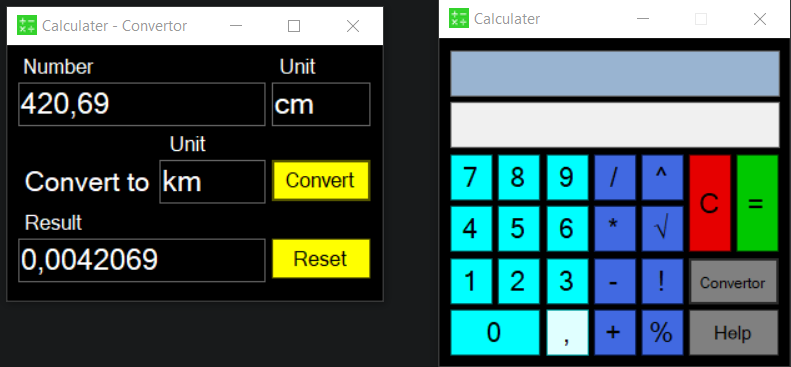 Calculater - Convertor
Number Unit
420,69 cm
Unit
Convert to km Convert
Result
0,0042069 Reset
Calculater
7 8 9 / ^ C =
4 5 6 * √
1 2 3 - ! Convertor
0 , + % Help